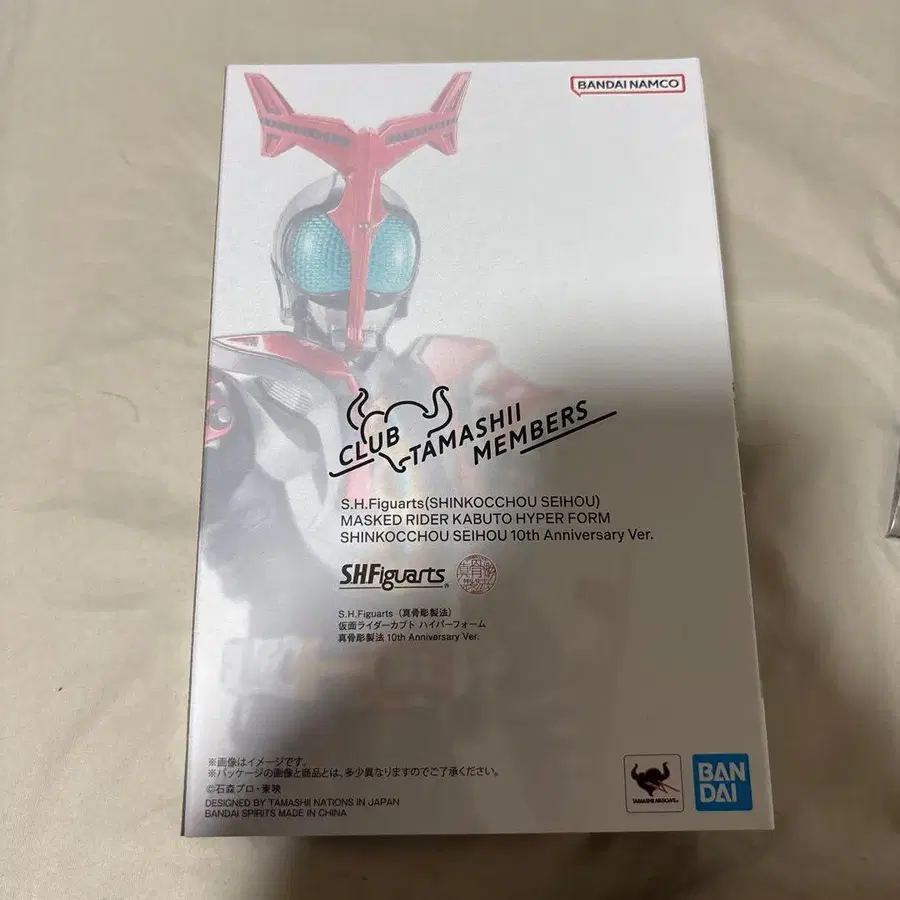 BANDAI NAMCO
CLUB
TAMASHII
MEMBERS
S.H.Figuarts(SHINKOCCHOU SEIHOU)
MASKED RIDER KABUTO HYPER FORM
SHINKOCCHOU SEIHOU 10th Anniversary Ver.
S.H.Figuarts®
S.H.Figuarts（真骨彫製法）
仮面ライダーカブト ハイパーフォーム
真骨彫製法 10th Anniversary Ver.
※画像はイメージです。
※パッケージの画像と商品とは、多少異なりますのでご了承ください。
©石森プロ・東映
DESIGNED BY TAMASHII NATIONS IN JAPAN
BANDAI SPIRITS MADE IN CHINA
TAMASHII NATIONS
BAN
DAI